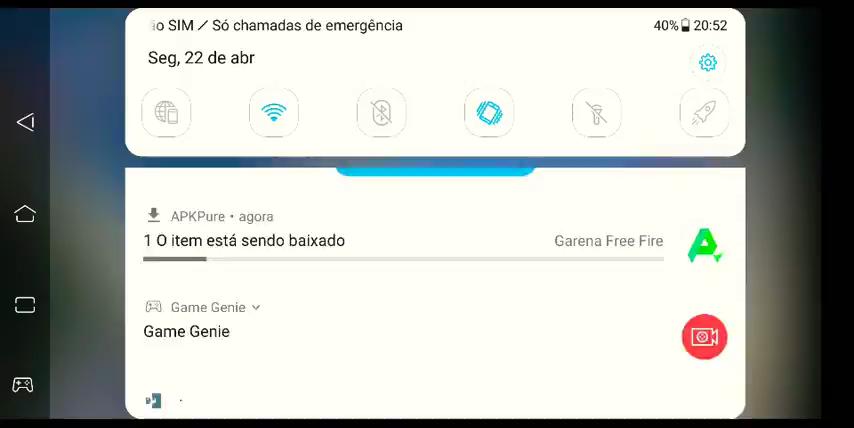 o SIM / Só chamadas de emergência
40% 20:52
Seg, 22 de abr
APKPure • agora
1 O item está sendo baixado
Garena Free Fire
Game Genie
Game Genie